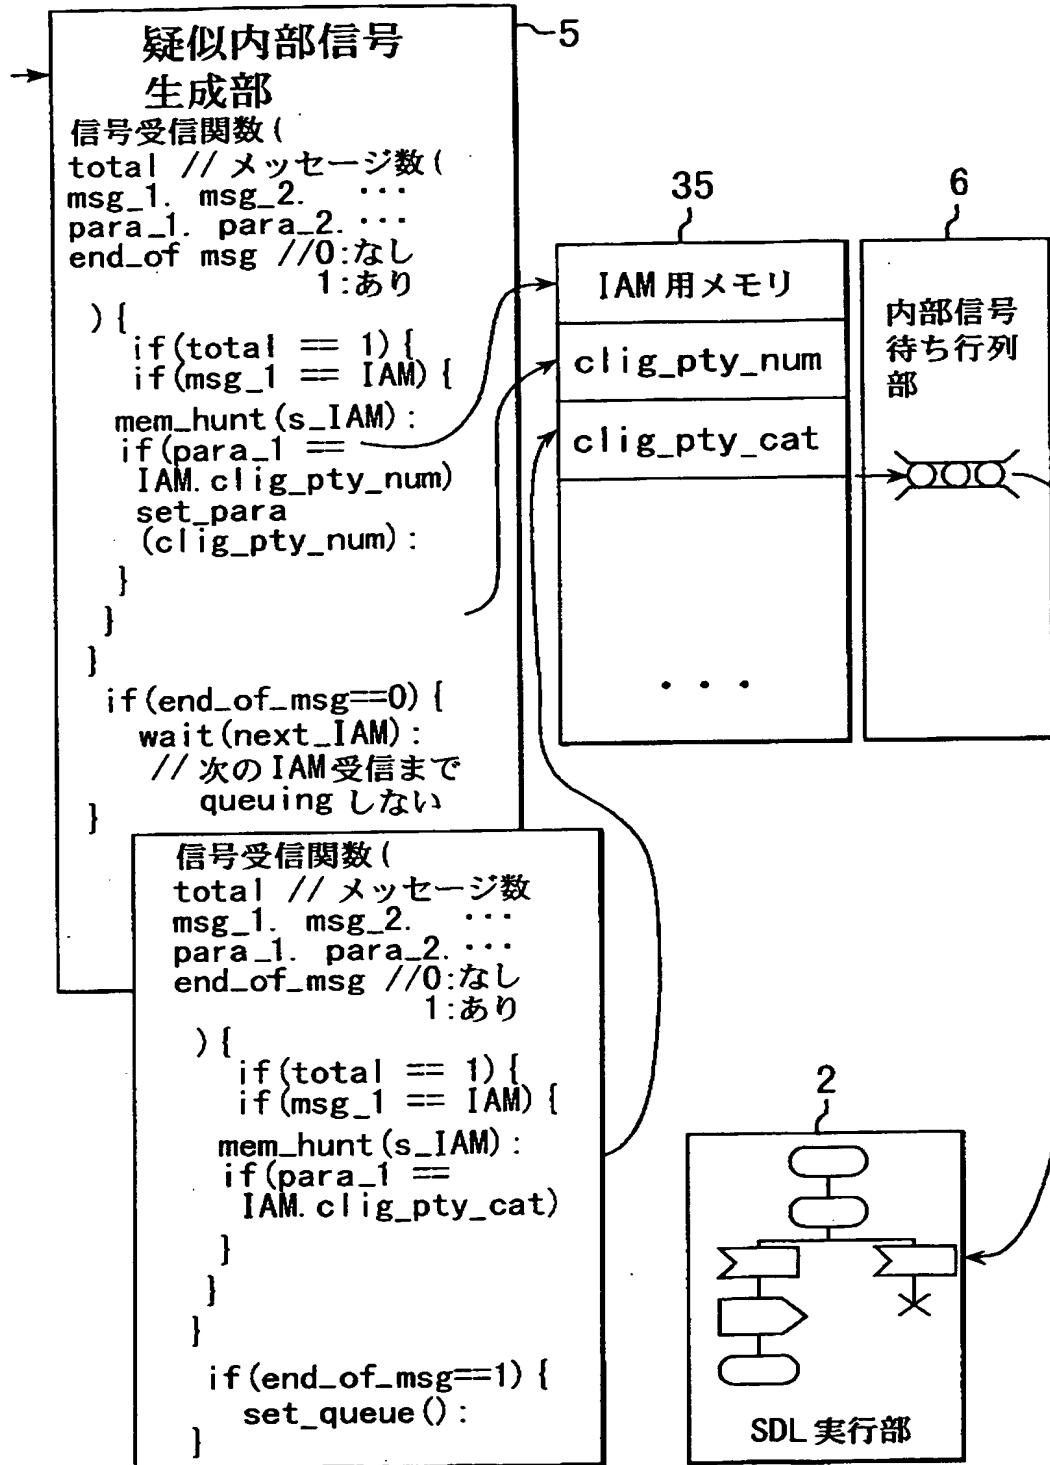 5
疑似内部信号
生成部
信号受信関数(
total // メッセージ数(
msg_1. msg_2. ・・・
para_1. para_2. ・・・
end_of msg //0:なし
1:あり
) {
if(total == 1) {
if(msg_1 == IAM) {
mem_hunt(s_IAM):
if(para_1 ==
IAM. clig_pty_num)
set_para
(clig_pty_num):
}
}
}
if(end_of_msg==0) {
wait(next_IAM):
// 次の IAM 受信まで
queuing しない
}
信号受信関数(
total // メッセージ数
msg_1. msg_2. ・・・
para_1. para_2. ・・・
end_of_msg //0:なし
1:あり
) {
if(total == 1) {
if(msg_1 == IAM) {
mem_hunt(s_IAM):
if(para_1 ==
IAM. clig_pty_cat)
}
}
}
if(end_of_msg==1) {
set_queue():
}
35
IAM 用メモリ
clig_pty_num
clig_pty_cat
・・・
6
内部信号
待ち行列
部
2
SDL 実行部